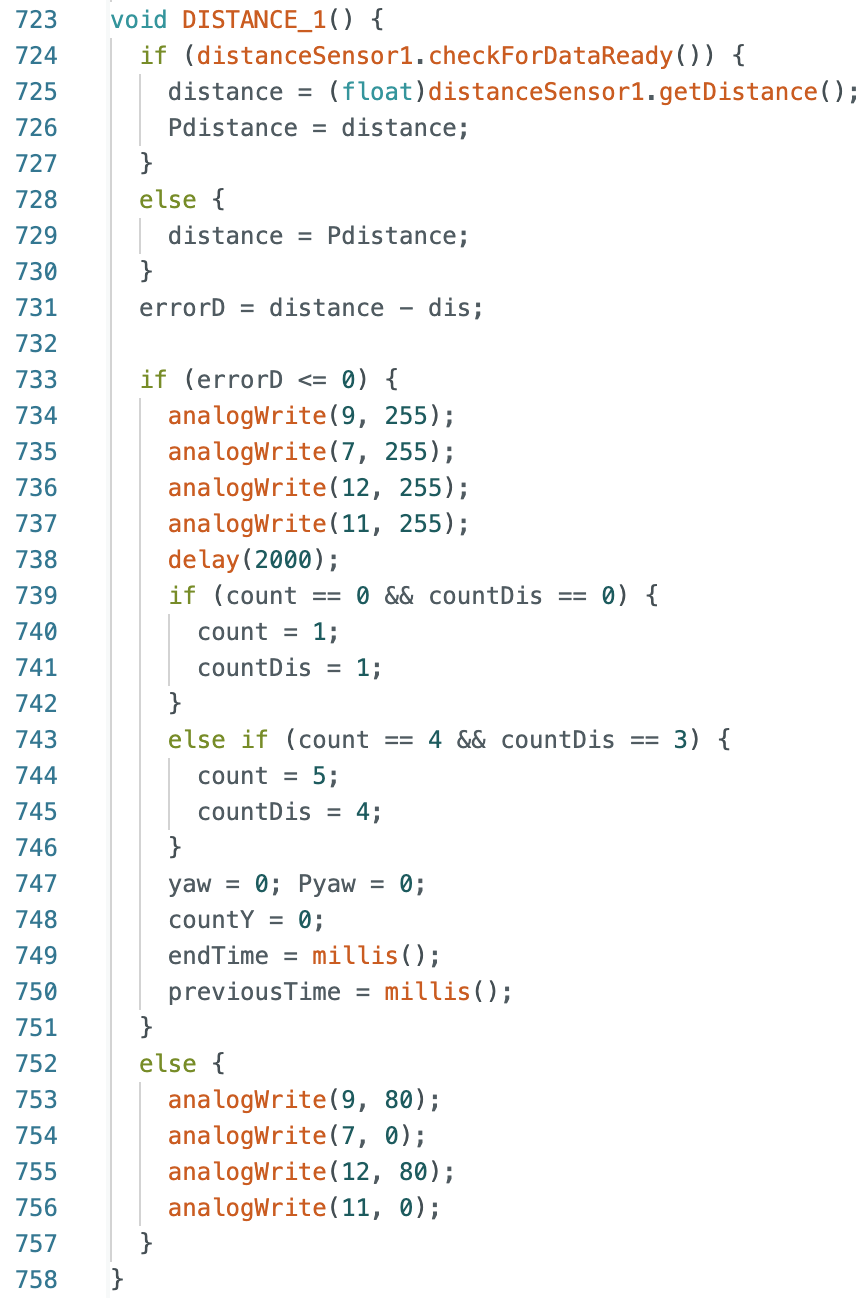 723 void DISTANCE_1() {
724   if (distanceSensor1.checkForDataReady()) {
725     distance = (float)distanceSensor1.getDistance();
726     Pdistance = distance;
727   }
728   else {
729     distance = Pdistance;
730   }
731   errorD = distance - dis;
732
733   if (errorD <= 0) {
734     analogWrite(9, 255);
735     analogWrite(7, 255);
736     analogWrite(12, 255);
737     analogWrite(11, 255);
738     delay(2000);
739     if (count == 0 && countDis == 0) {
740       count = 1;
741       countDis = 1;
742     }
743     else if (count == 4 && countDis == 3) {
744       count = 5;
745       countDis = 4;
746     }
747     yaw = 0; Pyaw = 0;
748     countY = 0;
749     endTime = millis();
750     previousTime = millis();
751   }
752   else {
753     analogWrite(9, 80);
754     analogWrite(7, 0);
755     analogWrite(12, 80);
756     analogWrite(11, 0);
757   }
758 }